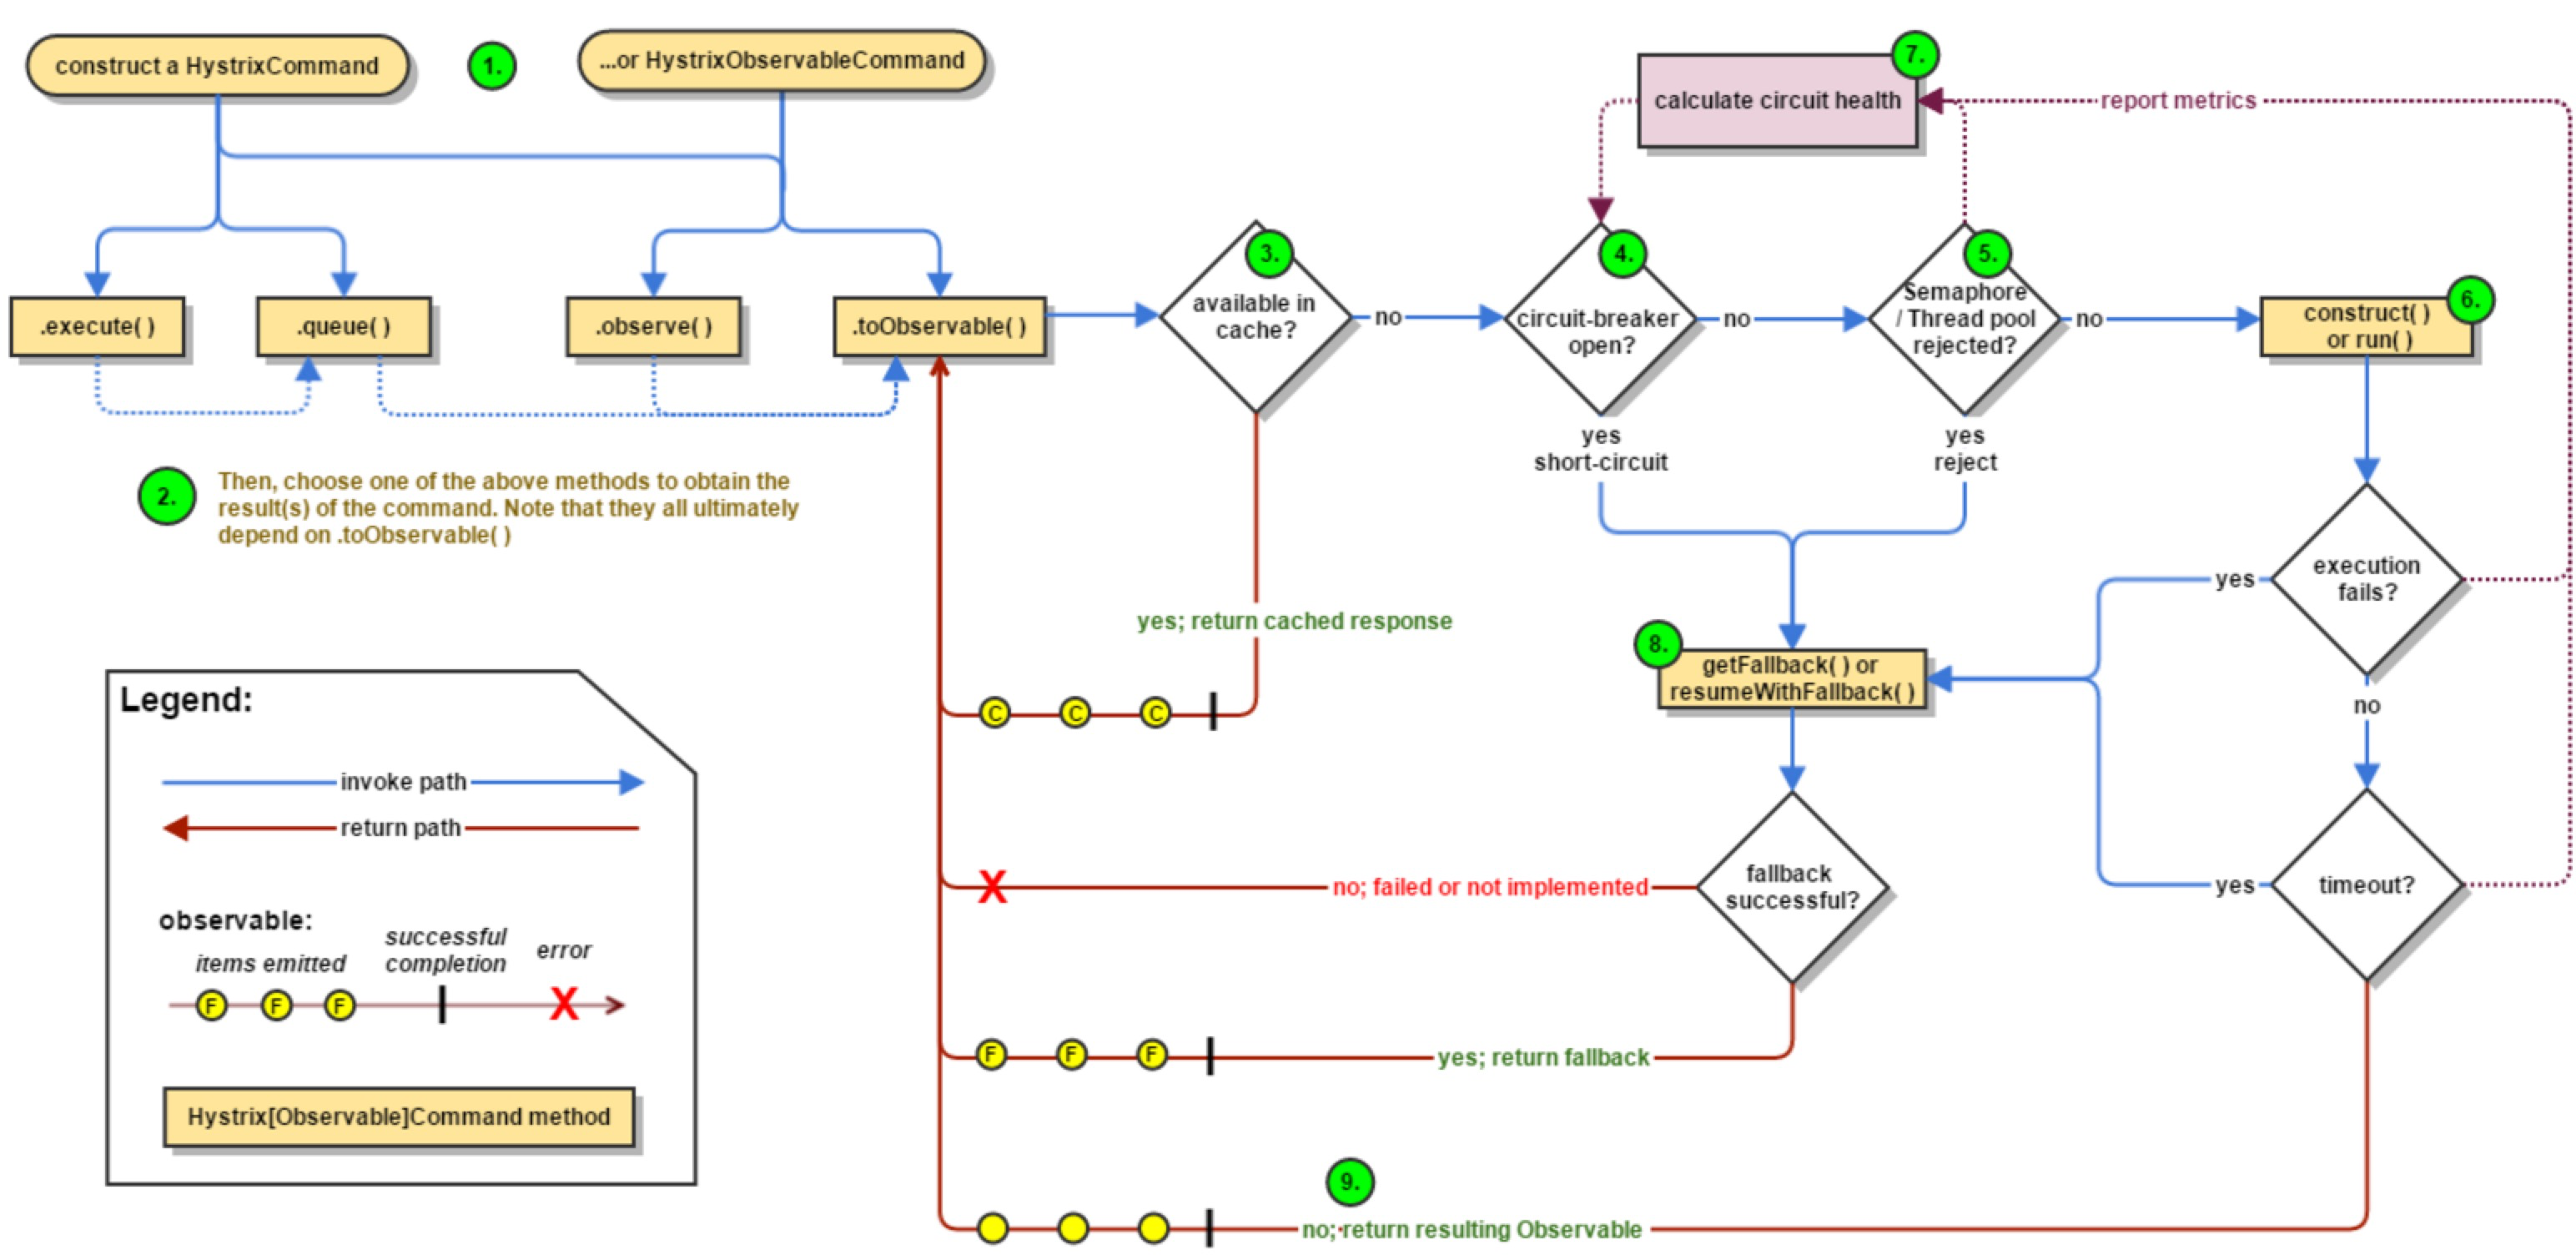 construct a HystrixCommand
1.
...or HystrixObservableCommand
7.
calculate circuit health
report metrics
.execute( )
.queue( )
.observe( )
.toObservable( )
3.
available in
cache?
no
4.
circuit-breaker
open?
no
5.
Semaphore
/ Thread pool
rejected?
no
6.
construct( )
or run( )
yes
short-circuit
yes
reject
2.
Then, choose one of the above methods to obtain the
result(s) of the command. Note that they all ultimately
depend on .toObservable( )
execution
fails?
yes
no
yes; return cached response
C
C
C
8.
getFallback( ) or
resumeWithFallback( )
Legend:
invoke path
return path
observable:
items emitted
successful
completion
error
F
F
F
X
Hystrix[Observable]Command method
X
no; failed or not implemented
fallback
successful?
yes
timeout?
F
F
F
yes; return fallback
9.
no; return resulting Observable